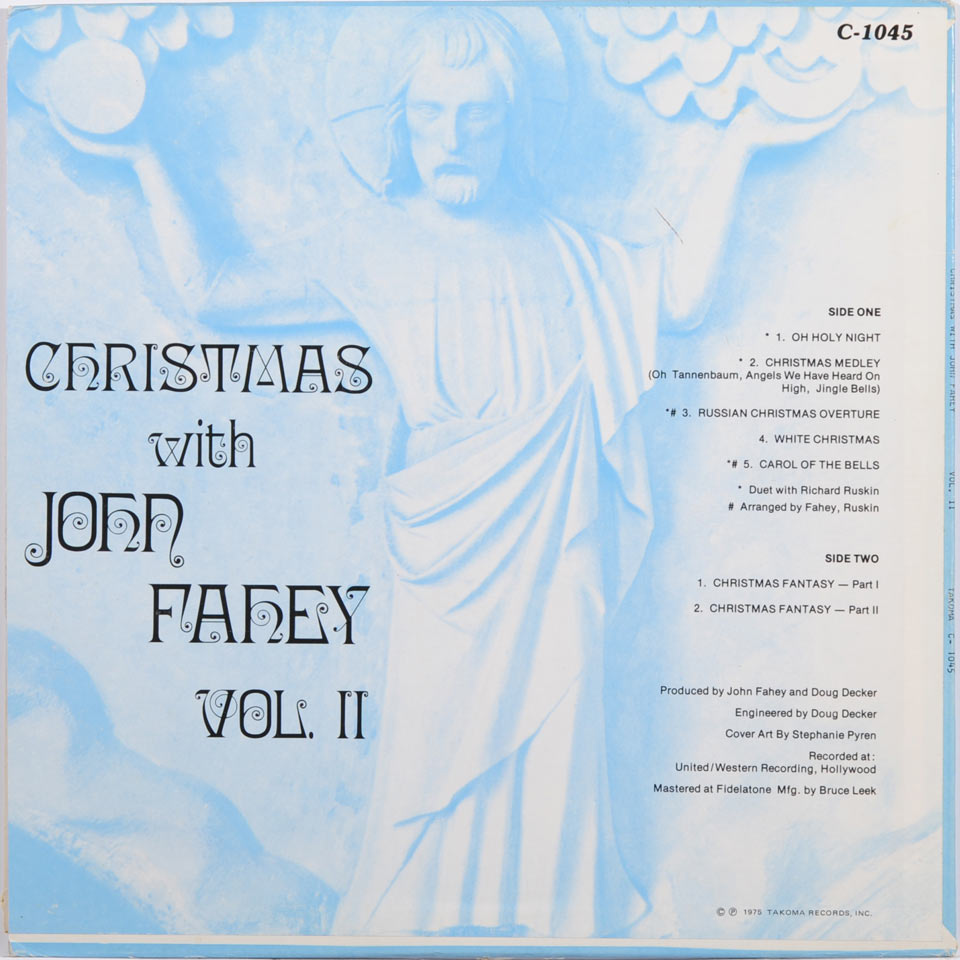 C-1045
CHRISTMAS
with
JOHN
FAHEY
VOL. II
SIDE ONE
* 1. OH HOLY NIGHT
* 2. CHRISTMAS MEDLEY
(Oh Tannenbaum, Angels We Have Heard On
High, Jingle Bells)
*# 3. RUSSIAN CHRISTMAS OVERTURE
4. WHITE CHRISTMAS
*# 5. CAROL OF THE BELLS
* Duet with Richard Ruskin
# Arranged by Fahey, Ruskin
SIDE TWO
1. CHRISTMAS FANTASY — Part I
2. CHRISTMAS FANTASY — Part II
Produced by John Fahey and Doug Decker
Engineered by Doug Decker
Cover Art By Stephanie Pyren
Recorded at:
United/Western Recording, Hollywood
Mastered at Fidelatone Mfg. by Bruce Leek
© ℗ 1975 TAKOMA RECORDS, INC.
CHRISTMAS WITH JOHN FAHEY VOL. II TAKOMA C-1045